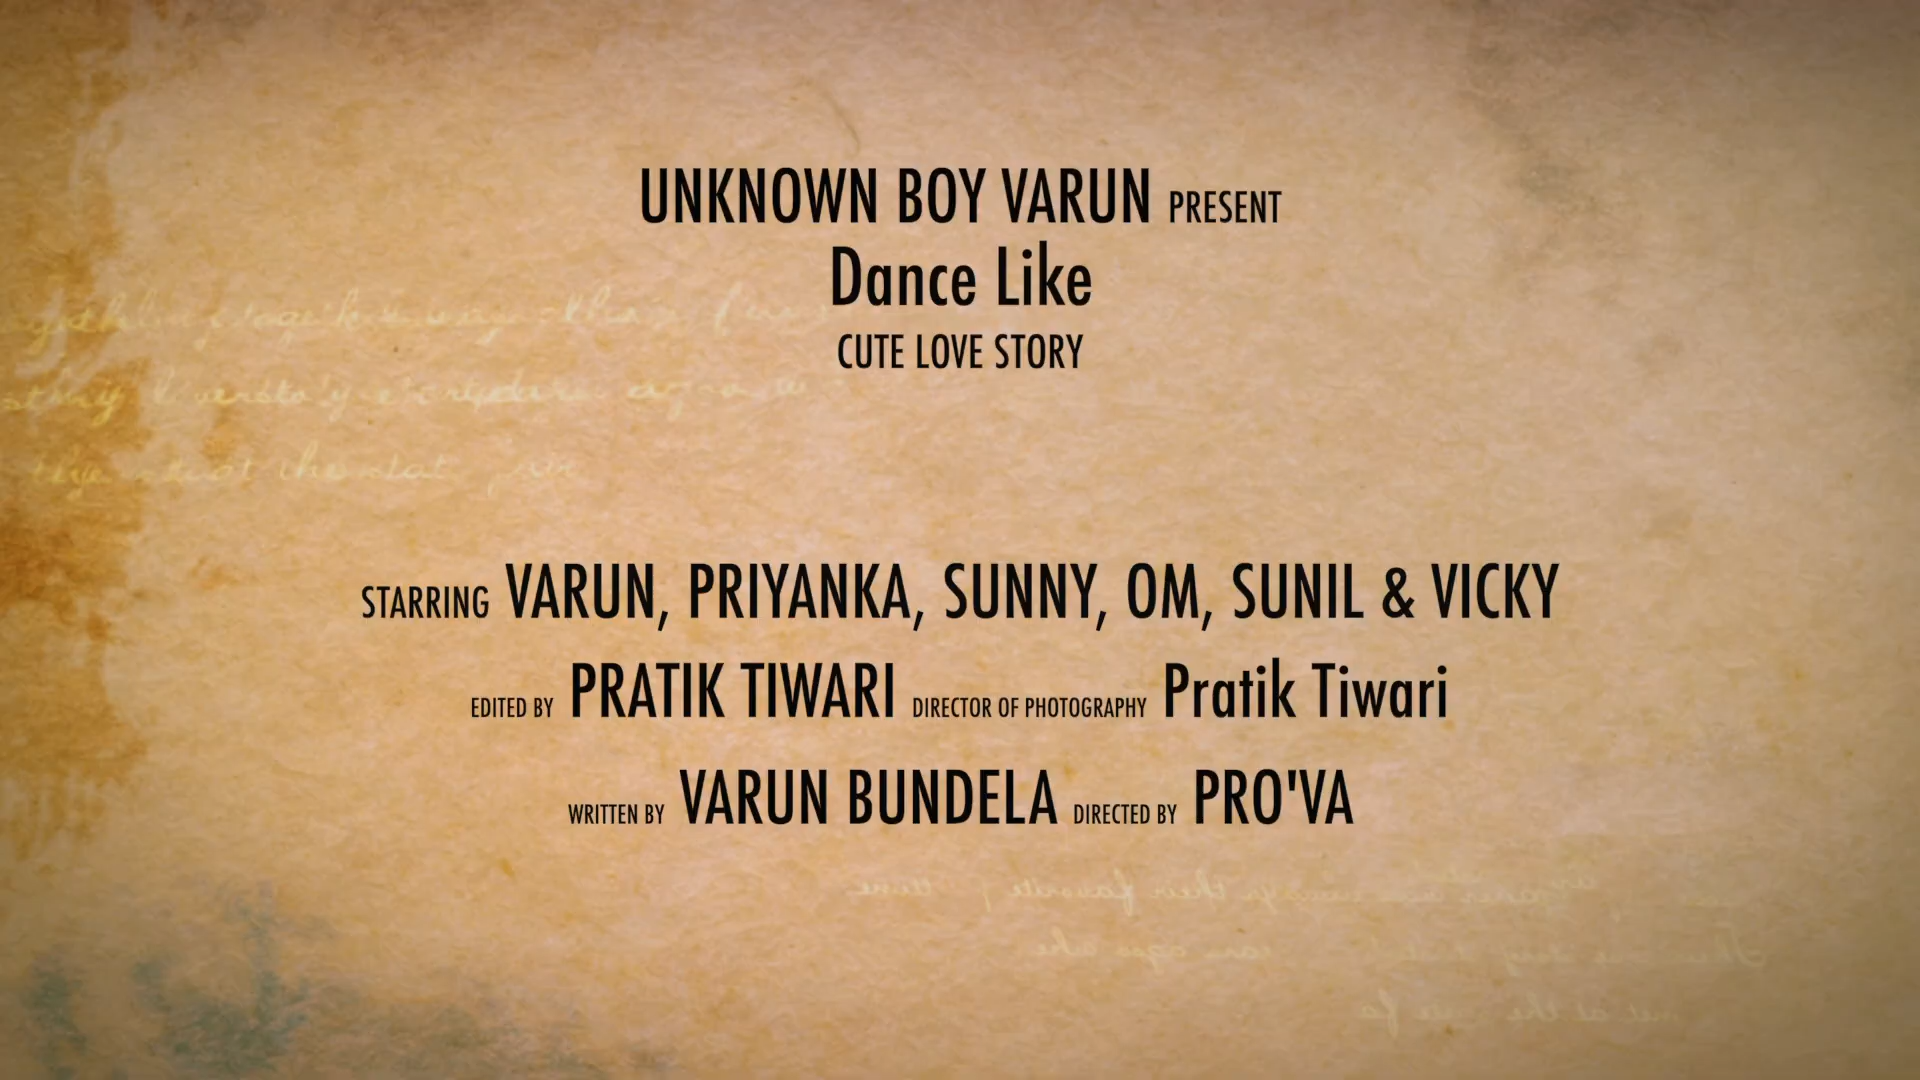 UNKNOWN BOY VARUN PRESENT
Dance Like
CUTE LOVE STORY
STARRING VARUN, PRIYANKA, SUNNY, OM, SUNIL & VICKY
EDITED BY PRATIK TIWARI DIRECTOR OF PHOTOGRAPHY Pratik Tiwari
WRITTEN BY VARUN BUNDELA DIRECTED BY PRO'VA